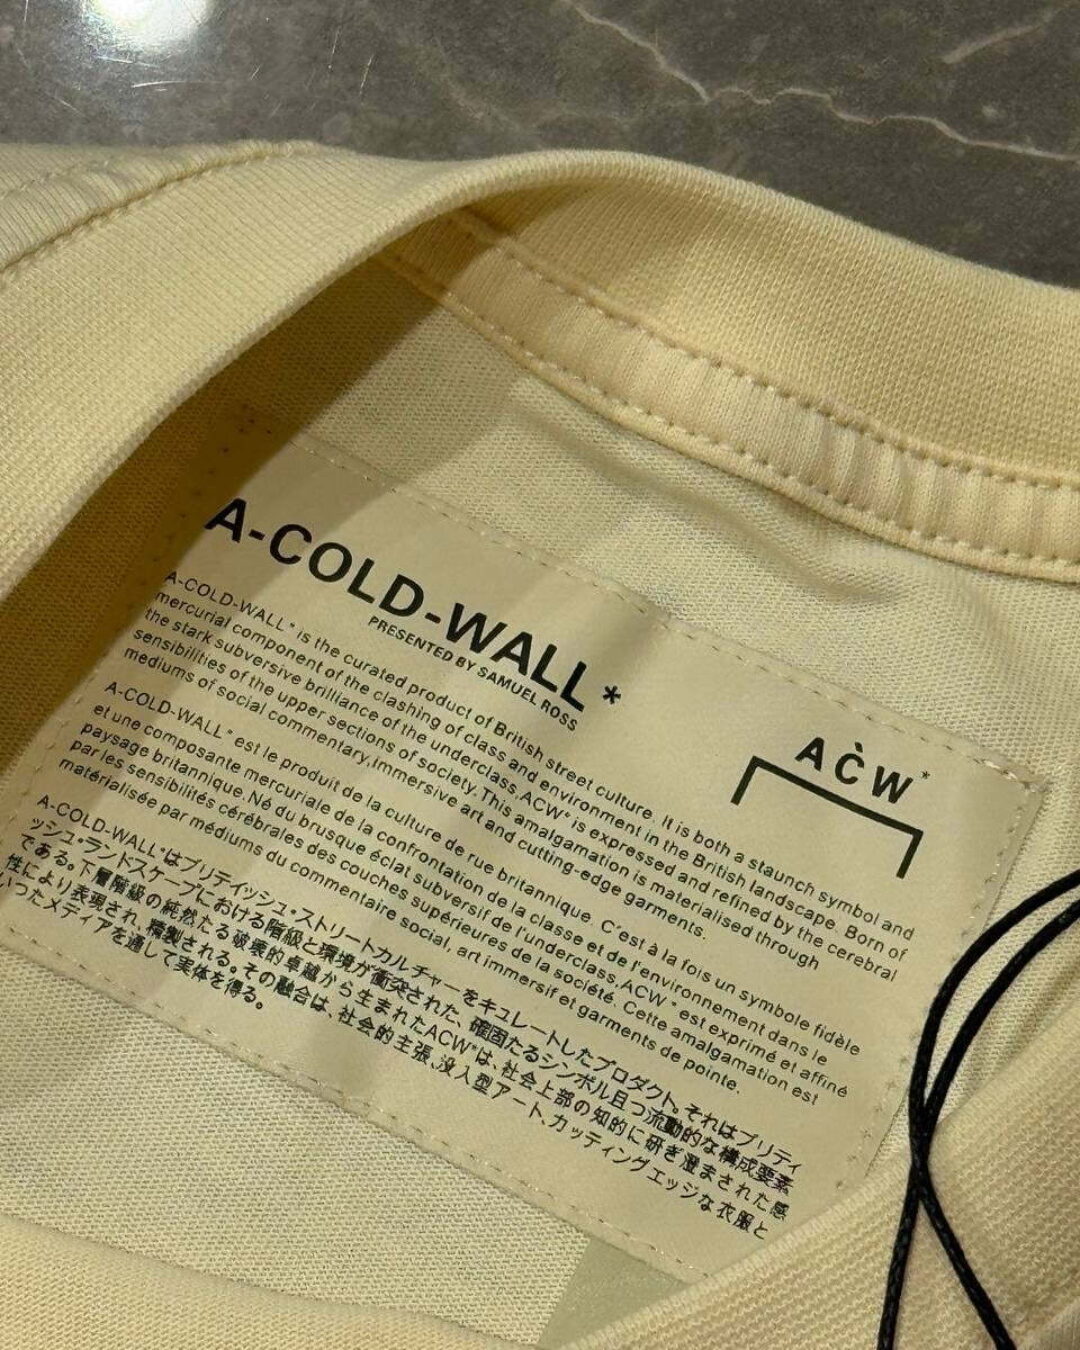 A-COLD-WALL*
PRESENTED BY SAMUEL ROSS
A-COLD-WALL* is the curated product of British street culture. It is both a staunch symbol and
mercurial component of the clashing of class and environment in the British landscape. Born of
the stark subversive brilliance of the underclass,ACW* is expressed and refined by the cerebral
sensibilities of the upper sections of society.This amalgamation is materialised through
mediums of social commentary,immersive art and cutting-edge garments.
A-COLD-WALL* est le produit de la culture de rue britannique. C'est à la fois un symbole fidèle
et une composante mercuriale de la confrontation de la classe et de l'environnement dans le
paysage britannique.Né du brusque éclat subversif de l'underclass,ACW* est exprimé et affiné
par les sensibilités cérébrales des couches supérieures de la société. Cette amalgamation est
matérialisée par médiums du commentaire social, art immersif et garments de pointe.
A-COLD-WALL*はブリティッシュ・ストリートカルチャーをキュレートしたプロダクト。それはブリティ
ッシュ・ランドスケープにおける階級と環境が衝突された、確固たるシンボル且つ流動的な構成要素
である。下層階級の純然たる破壊的卓越から生まれたACW*は、社会上部の知的に研ぎ澄まされた感
性により表現され、精製される。その融合は、社会的主張、没入型アート、カッティングエッジな衣服と
いったメディアを通して実体を得る。
AĊW*